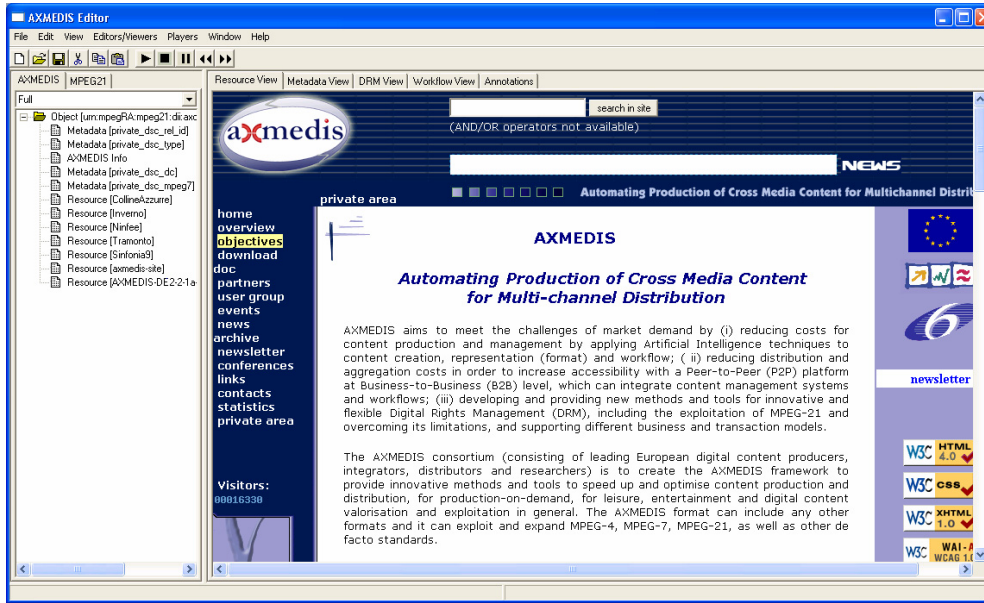 AXMEDIS Editor
File Edit View Editors/Viewers Players Window Help
AXMEDIS MPEG21
Full
Object [urn:mpegRA:mpeg21:dii:axc
Metadata [private_dsc_rel_id]
Metadata [private_dsc_type]
AXMEDIS Info
Metadata [private_dsc_dc]
Metadata [private_dsc_mpeg7]
Resource [CollineAzzurre]
Resource [Inverno]
Resource [Ninfee]
Resource [Tramonto]
Resource [Sinfonia9]
Resource [axmedis-site]
Resource [AXMEDIS-DE2-2-1a-
Resource View Metadata View DRM View Workflow View Annotations
axmedis
search in site
(AND/OR operators not available)
NEWS
Automating Production of Cross Media Content for Multichannel Distrib
private area
home
overview
objectives
download
doc
partners
user group
events
news
archive
newsletter
conferences
links
contacts
statistics
private area
Visitors:
00016330
AXMEDIS
Automating Production of Cross Media Content
for Multi-channel Distribution
AXMEDIS aims to meet the challenges of market demand by (i) reducing costs for
content production and management by applying Artificial Intelligence techniques to
content creation, representation (format) and workflow; ( ii) reducing distribution and
aggregation costs in order to increase accessibility with a Peer-to-Peer (P2P) platform
at Business-to-Business (B2B) level, which can integrate content management systems
and workflows; (iii) developing and providing new methods and tools for innovative and
flexible Digital Rights Management (DRM), including the exploitation of MPEG-21 and
overcoming its limitations, and supporting different business and transaction models.
The AXMEDIS consortium (consisting of leading European digital content producers,
integrators, distributors and researchers) is to create the AXMEDIS framework to
provide innovative methods and tools to speed up and optimise content production and
distribution, for production-on-demand, for leisure, entertainment and digital content
valorisation and exploitation in general. The AXMEDIS format can include any other
formats and it can exploit and expand MPEG-4, MPEG-7, MPEG-21, as well as other de
facto standards.
6
newsletter
W3C HTML 4.0
W3C css
W3C XHTML 1.0
W3C WAI-A
WCAG 1.0